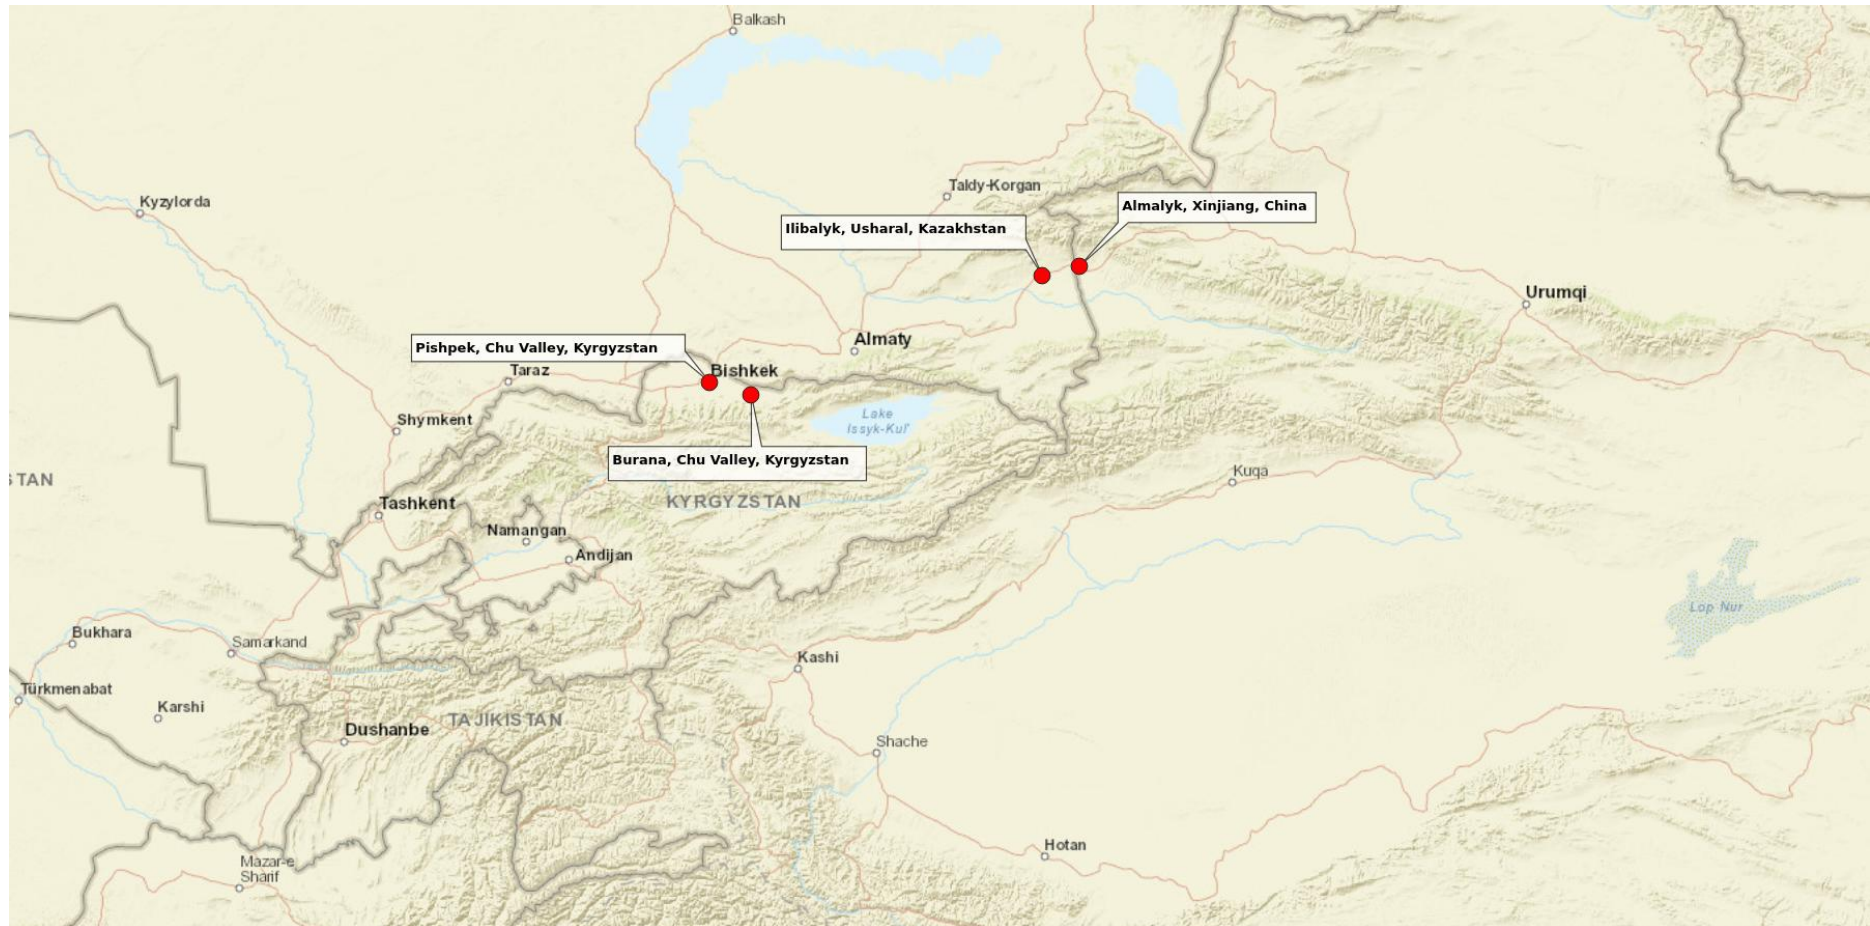 Balkash
Taldy-Korgan
Kyzylorda
Almalyk, Xinjiang, China
Ilibalyk, Usharal, Kazakhstan
Urumqi
Almaty
Pishpek, Chu Valley, Kyrgyzstan
Bishkek
Taraz
Shymkent
Lake
Issyk-Kul'
Burana, Chu Valley, Kyrgyzstan
Kuqa
STAN
KYRGYZSTAN
Tashkent
Namangan
Andijan
Lop Nur
Bukhara
Samarkand
Kashi
Türkmenabat
Karshi
TAJIKISTAN
Dushanbe
Shache
Hotan
Mazar-e
Sharif